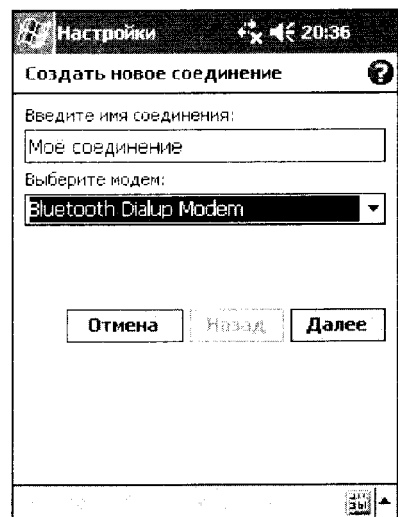 Настройки 20:36
Создать новое соединение
Введите имя соединения:
Моё соединение
Выберите модем:
Bluetooth Dialup Modem
Отмена Назад Далее